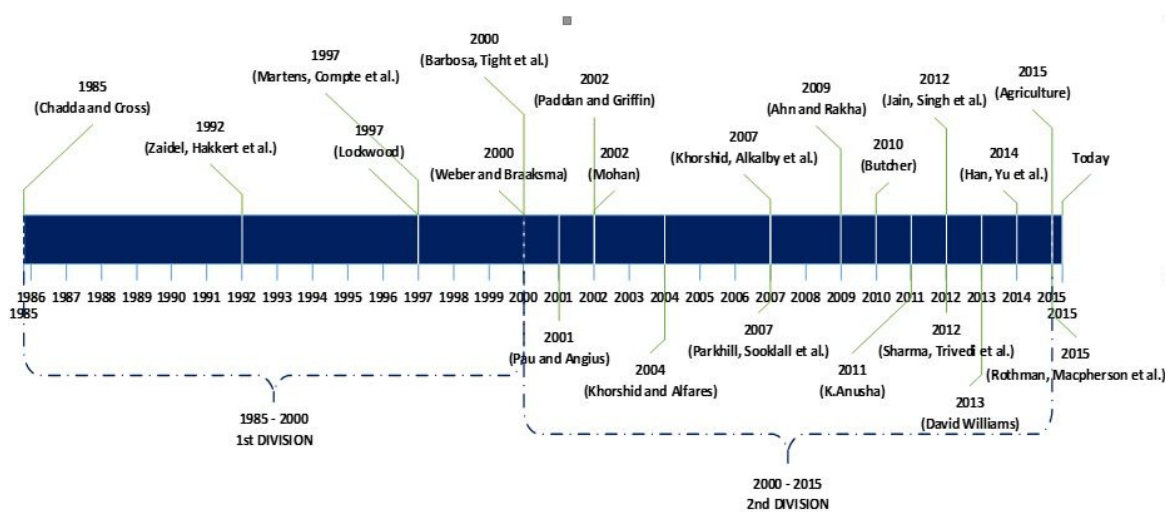 1985
(Chadda and Cross)
1992
(Zaidel, Hakkert et al.)
1997
(Martens, Compte et al.)
1997
(Lockwood)
2000
(Barbosa, Tight et al.)
2000
(Weber and Braaksma)
2002
(Paddan and Griffin)
2002
(Mohan)
2007
(Khorshid, Alkalby et al.)
2009
(Ahn and Rakha)
2010
(Butcher)
2012
(Jain, Singh et al.)
2014
(Han, Yu et al.)
2015
(Agriculture)
Today
1986 1987 1988 1989 1990 1991 1992 1993 1994 1995 1996 1997 1998 1999 2000 2001 2002 2003 2004 2005 2006 2007 2008 2009 2010 2011 2012 2013 2014 2015
1985 2015
2001
(Pau and Angius)
2004
(Khorshid and Alfares)
2007
(Parkhill, Sooklall et al.)
2011
(K.Anusha)
2012
(Sharma, Trivedi et al.)
2013
(David Williams)
2015
(Rothman, Macpherson et al.)
1985 - 2000
1st DIVISION
2000 - 2015
2nd DIVISION